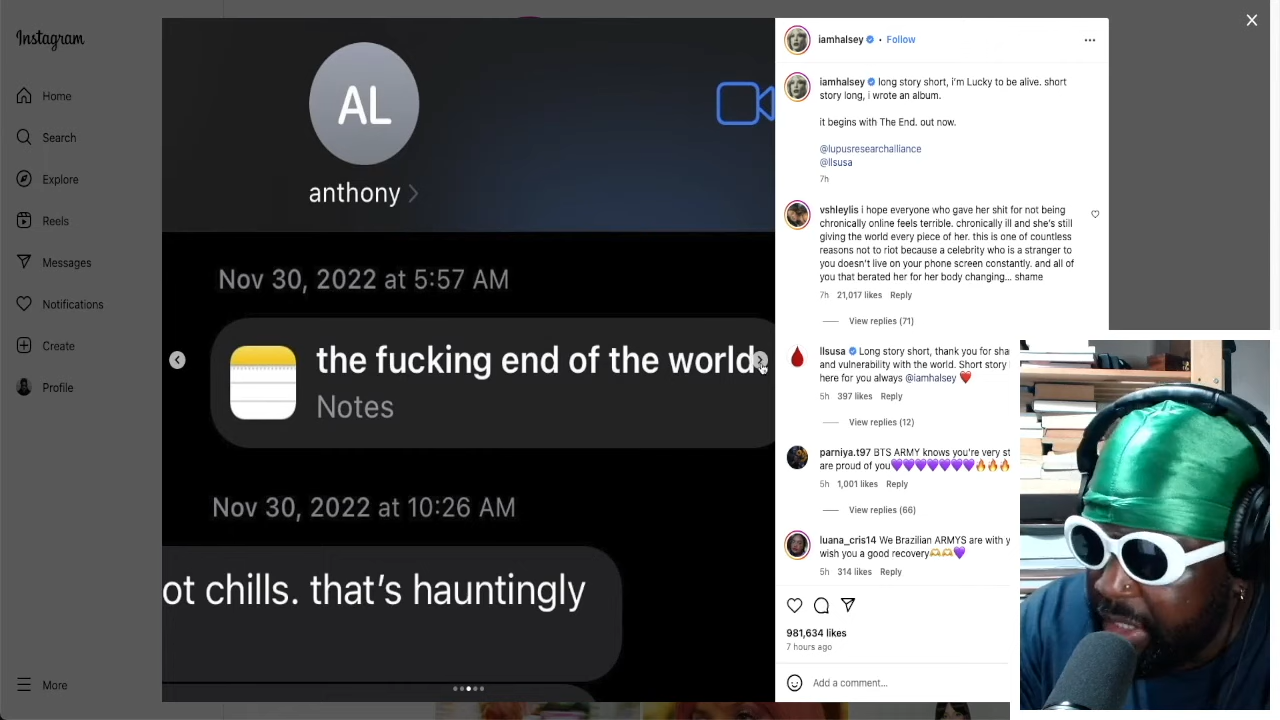 Instagram
Home
Search
Explore
Reels
Messages
Notifications
Create
Profile
More
AL
anthony
Nov 30, 2022 at 5:57 AM
the fucking end of the world
Notes
Nov 30, 2022 at 10:26 AM
ot chills. that's hauntingly
iamhalsey • Follow
iamhalsey long story short, i'm Lucky to be alive. short
story long, i wrote an album.
it begins with The End. out now.
@lupusresearchalliance
@llsusa
7h
vshleylis i hope everyone who gave her shit for not being
chronically online feels terrible. chronically ill and she's still
giving the world every piece of her. this is one of countless
reasons not to riot because a celebrity who is a stranger to
you doesn't live on your phone screen constantly. and all of
you that berated her for her body changing... shame
7h 21,017 likes Reply
View replies (71)
llsusa Long story short, thank you for sha
and vulnerability with the world. Short story
here for you always @iamhalsey ❤️
5h 397 likes Reply
View replies (12)
parniya.t97 BTS ARMY knows you're very st
are proud of you💜💜💜💜💜💜💜🔥🔥🔥
5h 1,001 likes Reply
View replies (66)
luana_cris14 We Brazilian ARMYS are with y
wish you a good recovery🫶🫶💜
5h 314 likes Reply
981,634 likes
7 hours ago
Add a comment...